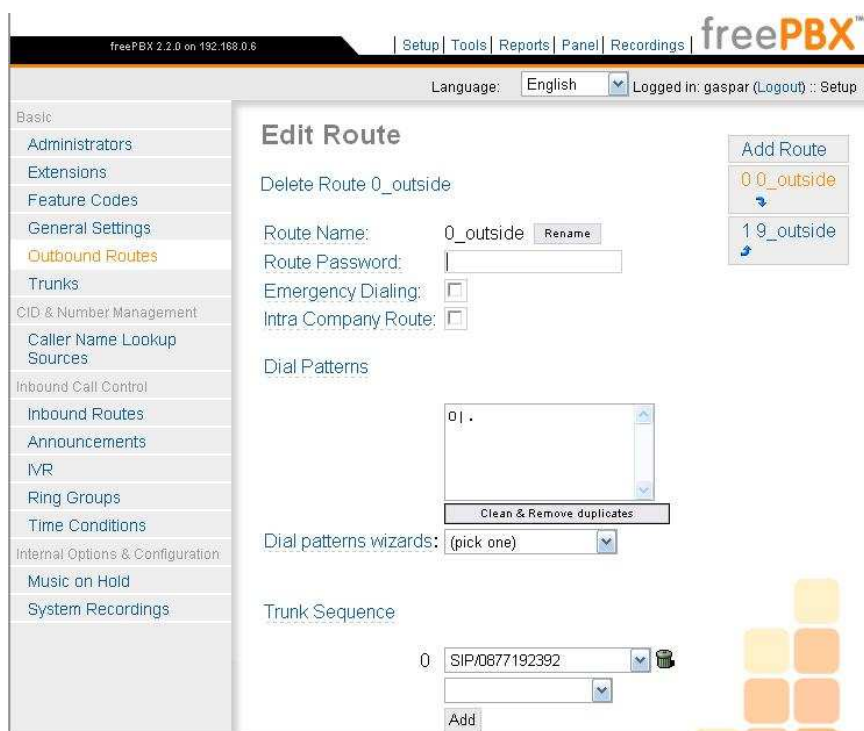 freePBX 2.2.0 on 192.168.0.6
Setup| Tools| Reports| Panel| Recordings|
freePBX™
Language: English Logged in: gaspar (Logout) :: Setup
Basic
Administrators
Extensions
Feature Codes
General Settings
Outbound Routes
Trunks
CID & Number Management
Caller Name Lookup
Sources
Inbound Call Control
Inbound Routes
Announcements
IVR
Ring Groups
Time Conditions
Internal Options & Configuration
Music on Hold
System Recordings
Edit Route
Delete Route 0_outside
Route Name: 0_outside Rename
Route Password:
Emergency Dialing:
Intra Company Route:
Dial Patterns
0|.
Clean & Remove duplicates
Dial patterns wizards: (pick one)
Trunk Sequence
0 SIP/0877192392
Add
Add Route
0 0_outside
1 9_outside